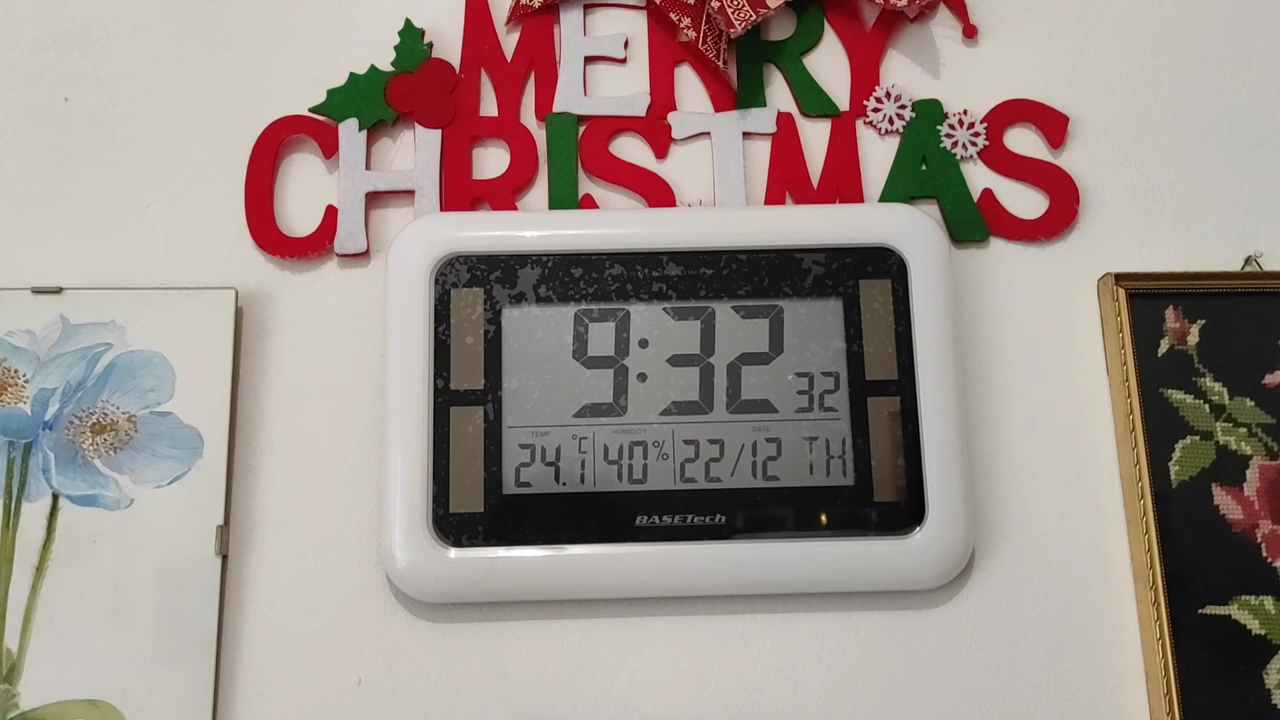 MERRY
CHRISTMAS
9:32 32
TEMP HUMIDITY DATE
24.1 °C 40% 22/12 TH
BASETech